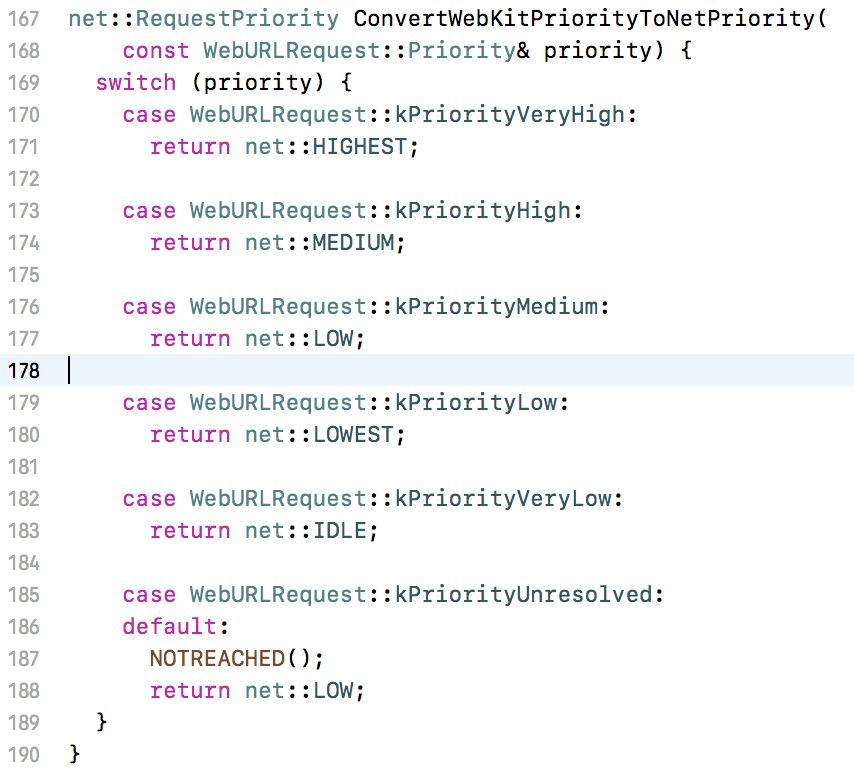 167 net::RequestPriority ConvertWebKitPriorityToNetPriority(
168     const WebURLRequest::Priority& priority) {
169   switch (priority) {
170     case WebURLRequest::kPriorityVeryHigh:
171       return net::HIGHEST;
172
173     case WebURLRequest::kPriorityHigh:
174       return net::MEDIUM;
175
176     case WebURLRequest::kPriorityMedium:
177       return net::LOW;
178
179     case WebURLRequest::kPriorityLow:
180       return net::LOWEST;
181
182     case WebURLRequest::kPriorityVeryLow:
183       return net::IDLE;
184
185     case WebURLRequest::kPriorityUnresolved:
186     default:
187       NOTREACHED();
188       return net::LOW;
189   }
190 }